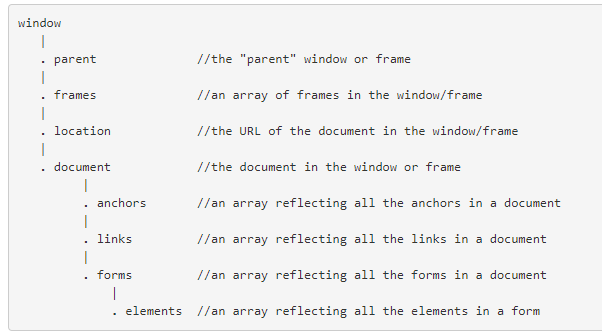 window
|
. parent //the "parent" window or frame
|
. frames //an array of frames in the window/frame
|
. location //the URL of the document in the window/frame
|
. document //the document in the window or frame
|
. anchors //an array reflecting all the anchors in a document
|
. links //an array reflecting all the links in a document
|
. forms //an array reflecting all the forms in a document
|
. elements //an array reflecting all the elements in a form